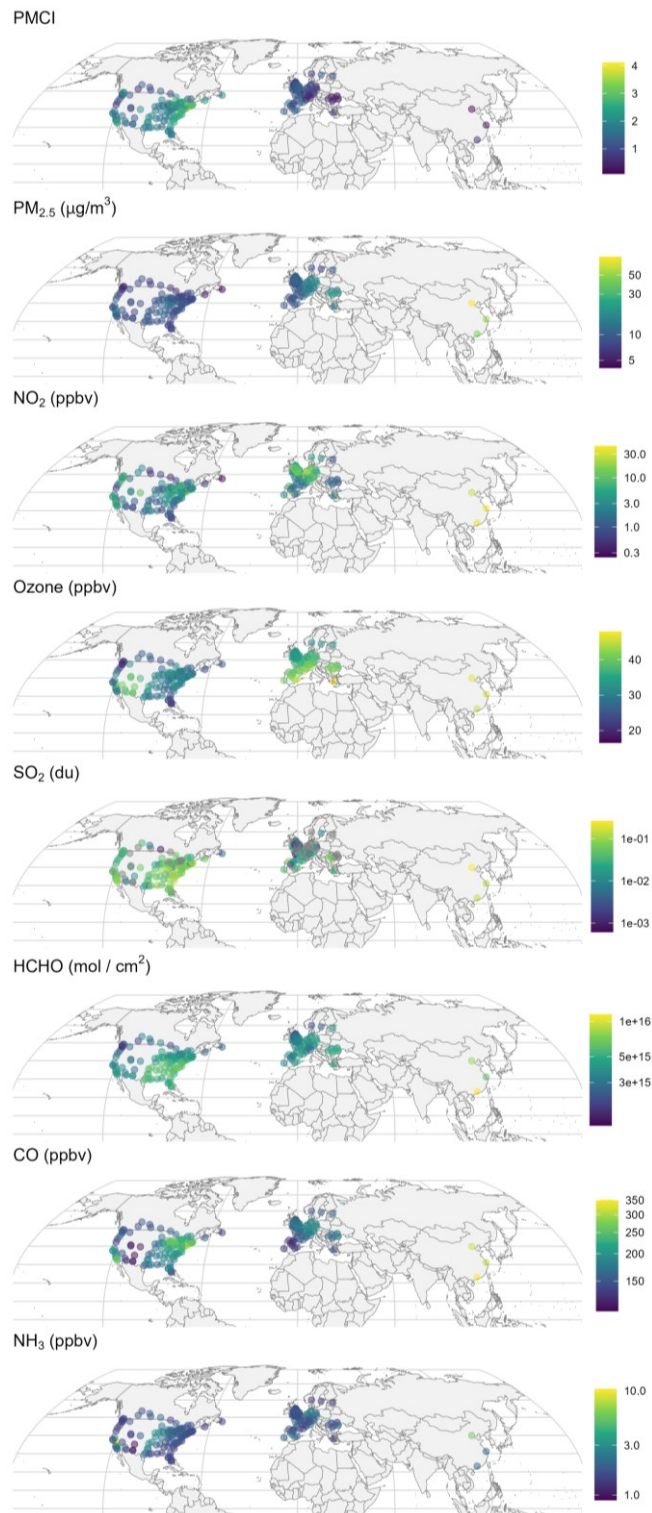 PMCI
4
3
2
1
PM₂.₅ (μg/m³)
50
30
10
5
NO₂ (ppbv)
30.0
10.0
3.0
1.0
0.3
Ozone (ppbv)
40
30
20
SO₂ (du)
1e-01
1e-02
1e-03
HCHO (mol / cm²)
1e+16
5e+15
3e+15
CO (ppbv)
350
300
250
200
150
NH₃ (ppbv)
10.0
3.0
1.0